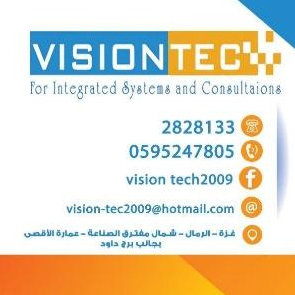 VISIONTEC
For Integrated Systems and Consultaions
2828133
0595247805
vision tech2009
vision-tec2009@hotmail.com
غزة - الرمال - شمال مفترق الصناعة - عمارة الأقصى
بجانب برج داود